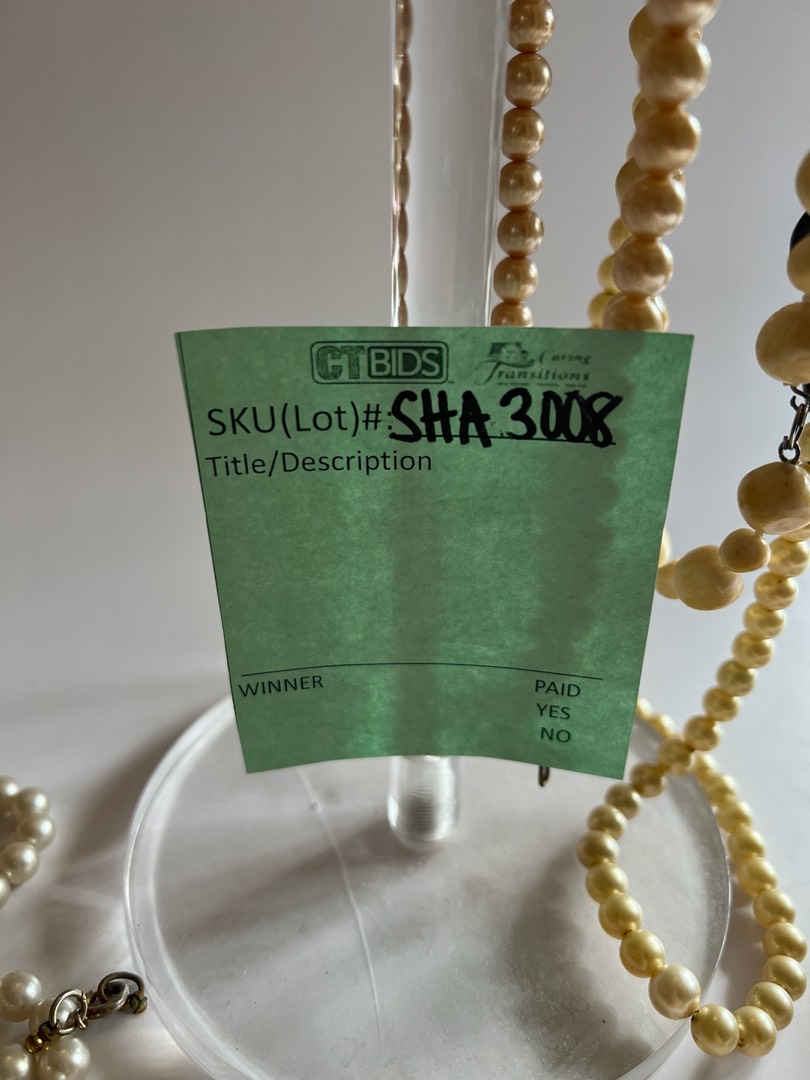 CTBIDS Caring Transitions
SKU(Lot)#: SHA 3008
Title/Description
WINNER PAID
YES
NO